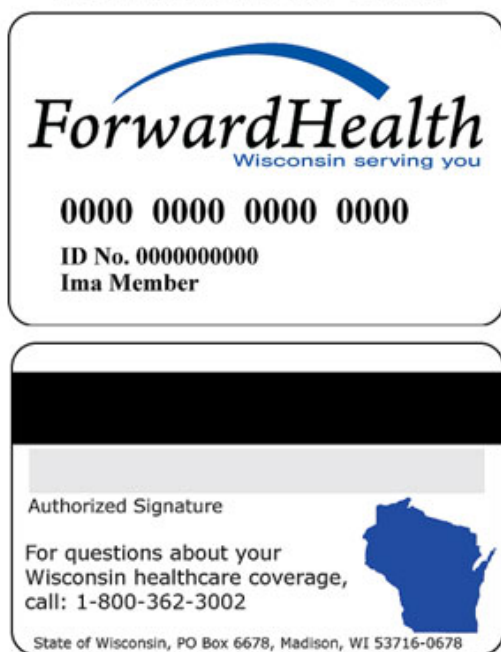 ForwardHealth
Wisconsin serving you
0000 0000 0000 0000
ID No. 0000000000
Ima Member
Authorized Signature
For questions about your
Wisconsin healthcare coverage,
call: 1-800-362-3002
State of Wisconsin, PO Box 6678, Madison, WI 53716-0678